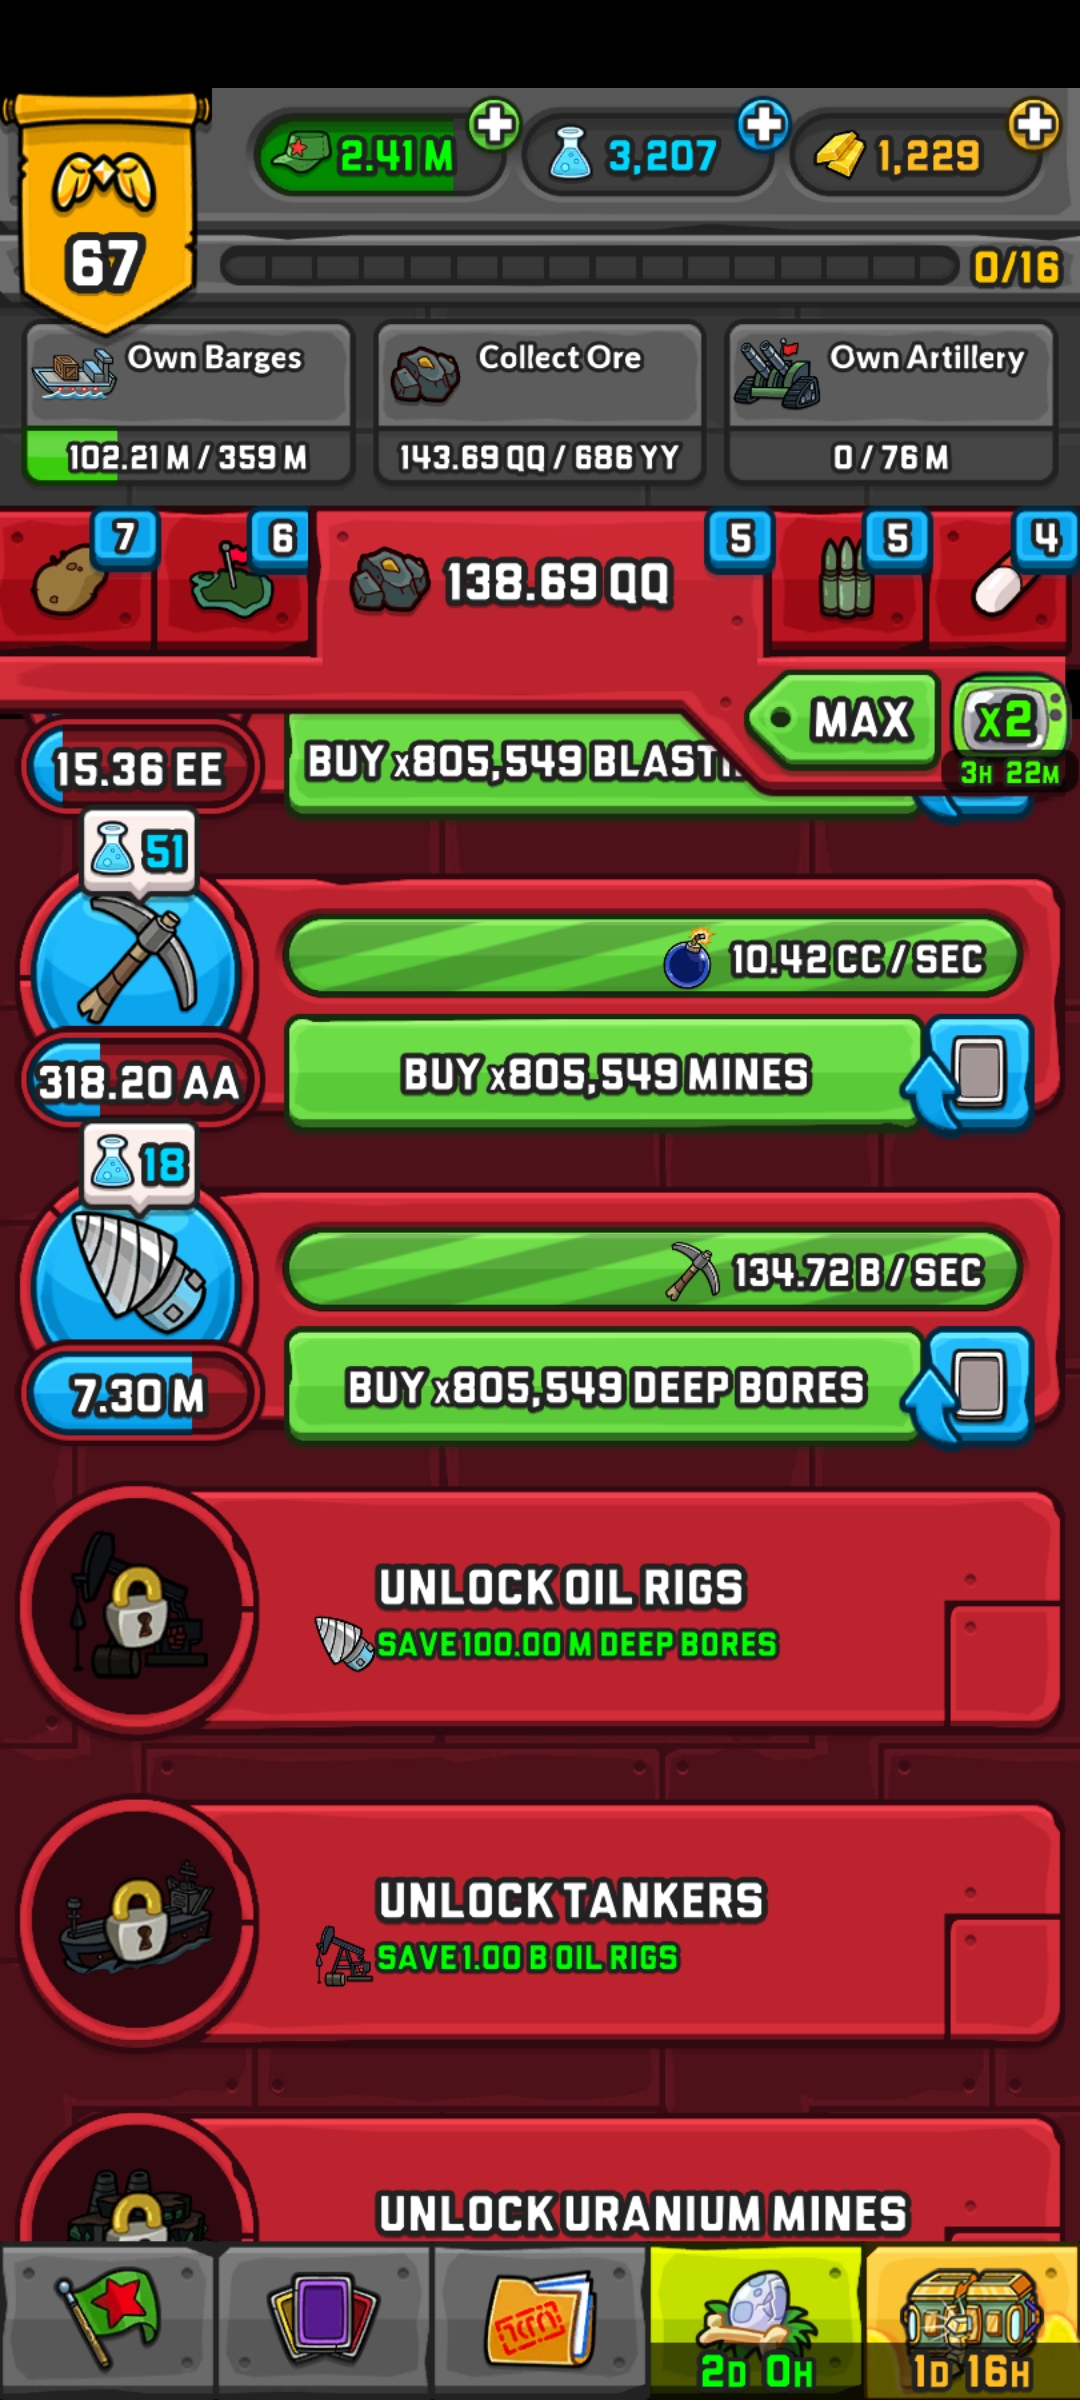 2.41 M
3,207
1,229
67
0/16
Own Barges
102.21 M / 359 M
Collect Ore
143.69 QQ / 686 YY
Own Artillery
0 / 76 M
7
6
138.69 QQ
5
5
4
MAX
x2
3H 22M
15.36 EE
BUY x805,549 BLASTI...
51
10.42 CC / SEC
318.20 AA
BUY x805,549 MINES
18
134.72 B / SEC
7.30 M
BUY x805,549 DEEP BORES
UNLOCK OIL RIGS
SAVE 100.00 M DEEP BORES
UNLOCK TANKERS
SAVE 1.00 B OIL RIGS
UNLOCK URANIUM MINES
2D 0H
1D 16H